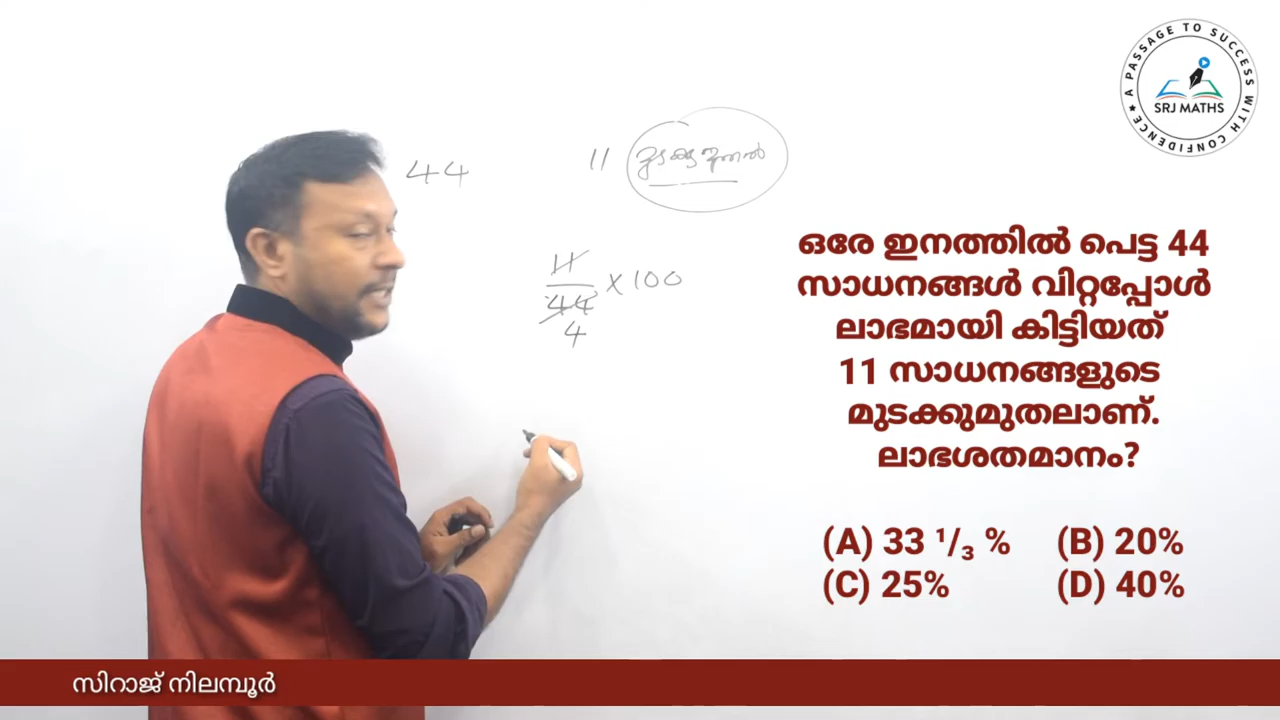 A PASSAGE TO SUCCESS WITH CONFIDENCE
SRJ MATHS
44
11 മുടക്കുമുതൽ
11/44 × 100
4
ഒരേ ഇനത്തിൽ പെട്ട 44
സാധനങ്ങൾ വിറ്റപ്പോൾ
ലാഭമായി കിട്ടിയത്
11 സാധനങ്ങളുടെ
മുടക്കുമുതലാണ്.
ലാഭശതമാനം?
(A) 33 ¹/₃ % (B) 20%
(C) 25% (D) 40%
സിറാജ് നിലമ്പൂർ